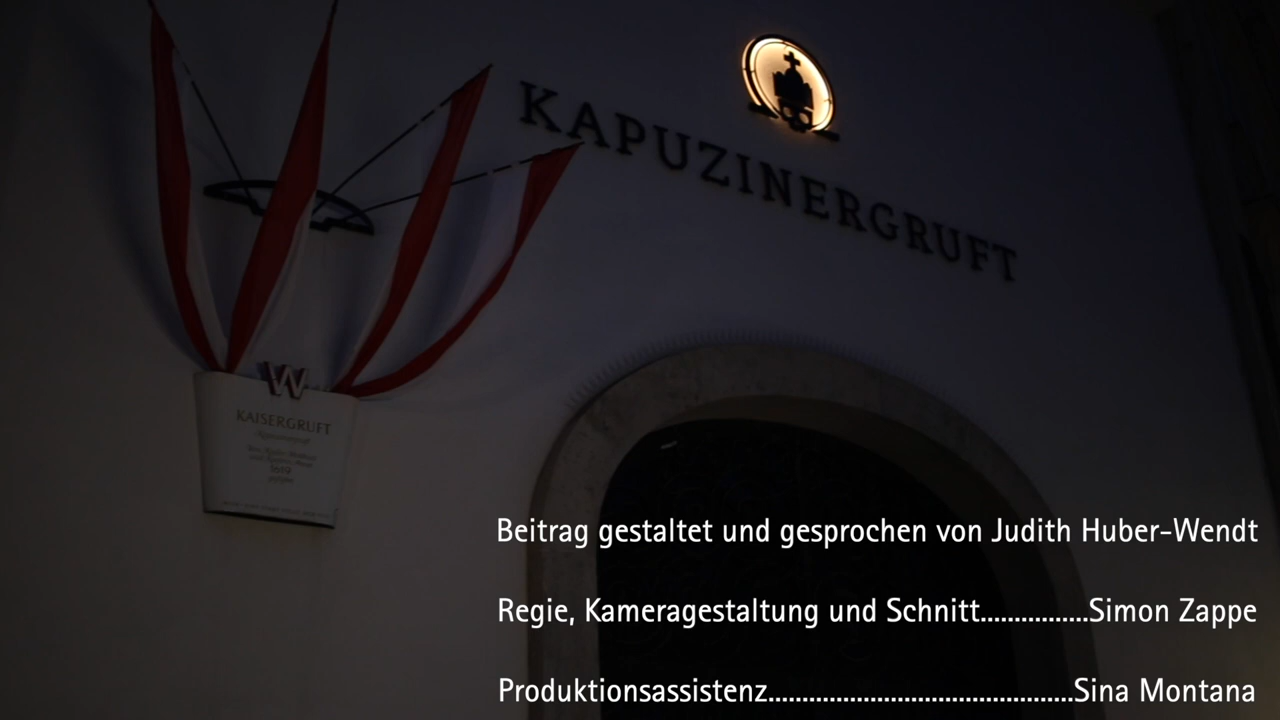 KAPUZINERGRUFT
W
KAISERGRUFT
1619
Beitrag gestaltet und gesprochen von Judith Huber-Wendt
Regie, Kameragestaltung und Schnitt................Simon Zappe
Produktionsassistenz.............................................Sina Montana